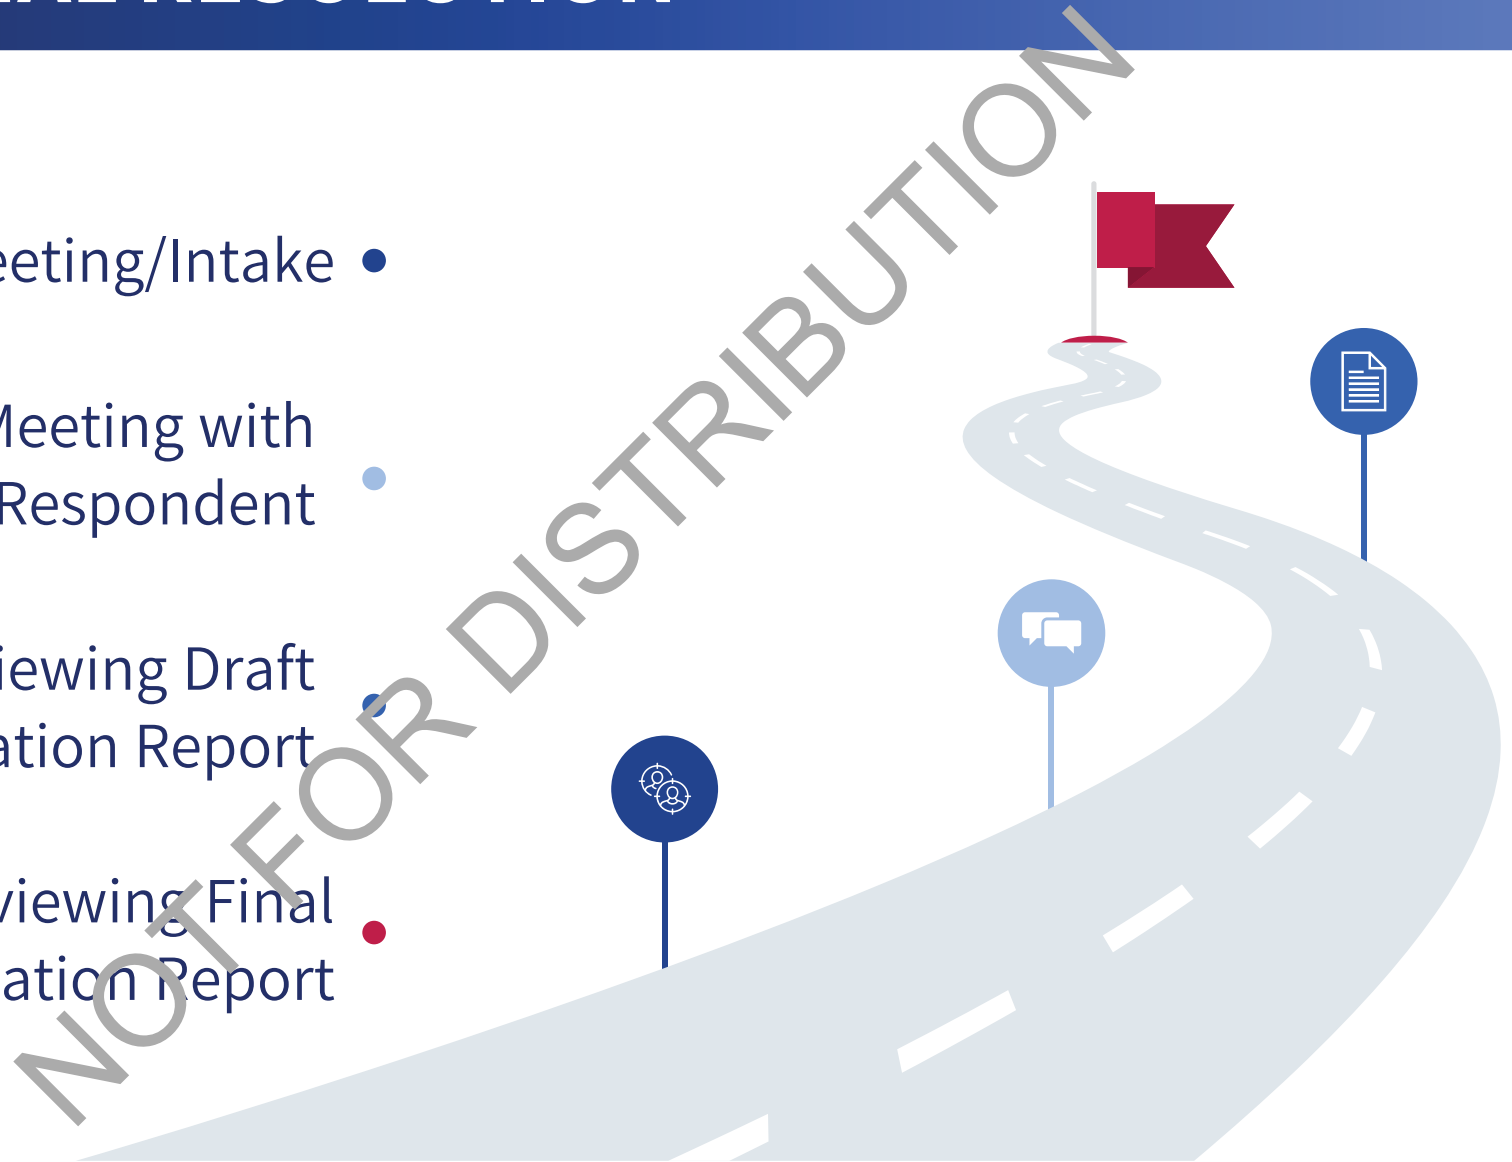 eeting/Intake
Meeting with
Respondent
iewing Draft
ation Report
viewing Final
ation Report
NOT FOR DISTRIBUTION